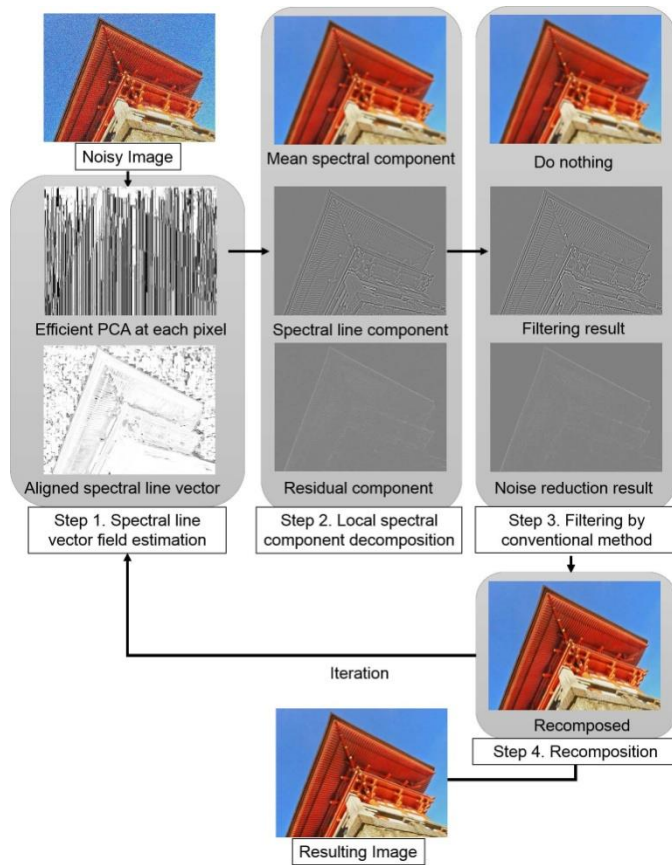 Noisy Image
Efficient PCA at each pixel
Aligned spectral line vector
Step 1. Spectral line
vector field estimation
Mean spectral component
Spectral line component
Residual component
Step 2. Local spectral
component decomposition
Do nothing
Filtering result
Noise reduction result
Step 3. Filtering by
conventional method
Iteration
Recomposed
Step 4. Recomposition
Resulting Image